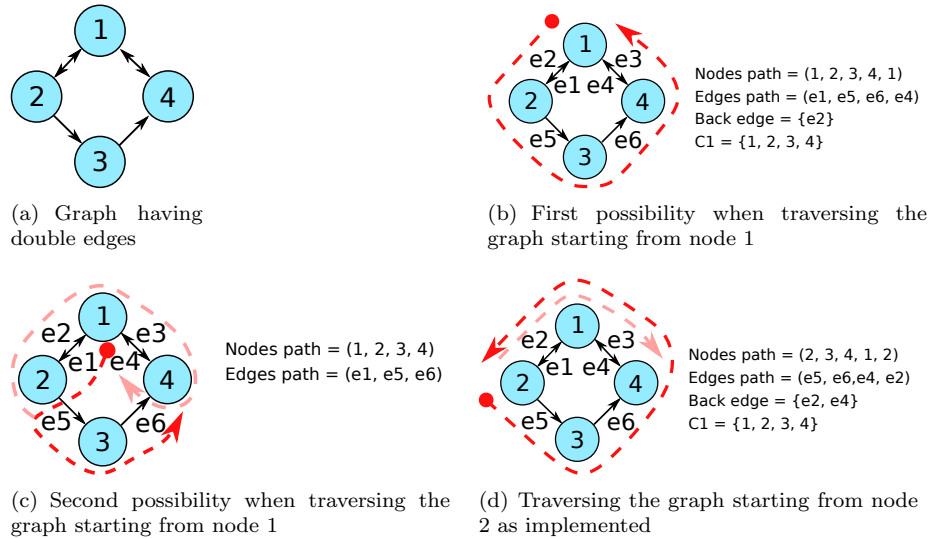 1
2
4
3
(a) Graph having
double edges
1
e2
e3
e1
e4
2
4
e5
e6
3
Nodes path = (1, 2, 3, 4, 1)
Edges path = (e1, e5, e6, e4)
Back edge = {e2}
C1 = {1, 2, 3, 4}
(b) First possibility when traversing the
graph starting from node 1
1
e2
e3
e1
e4
2
4
e5
e6
3
Nodes path = (1, 2, 3, 4)
Edges path = (e1, e5, e6)
(c) Second possibility when traversing the
graph starting from node 1
1
e2
e3
e1
e4
2
4
e5
e6
3
Nodes path = (2, 3, 4, 1, 2)
Edges path = (e5, e6,e4, e2)
Back edge = {e2, e4}
C1 = {1, 2, 3, 4}
(d) Traversing the graph starting from node
2 as implemented